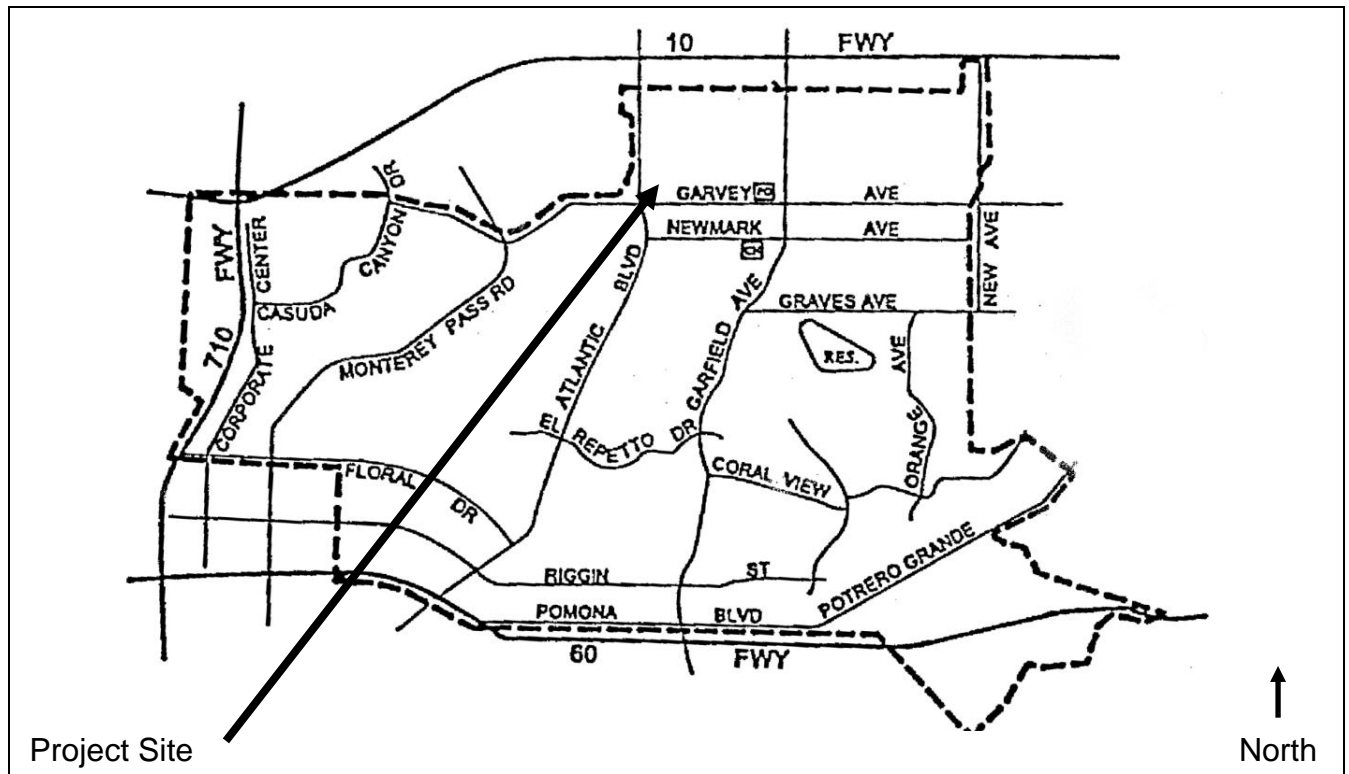 10 FWY
DR
GARVEY AVE
NEWMARK AVE
FWY
CENTER
CANYON
BLVD
AVE
NEW AVE
CASUDA
GRAVES AVE
710
MONTEREY PASS RD
RES.
AVE
CORPORATE
ATLANTIC
GARFIELD
EL REPETTO DR
ORANGE
FLORAL
DR
CORAL VIEW
RIGGIN ST
POTRERO GRANDE
POMONA BLVD
60 FWY
Project Site
North